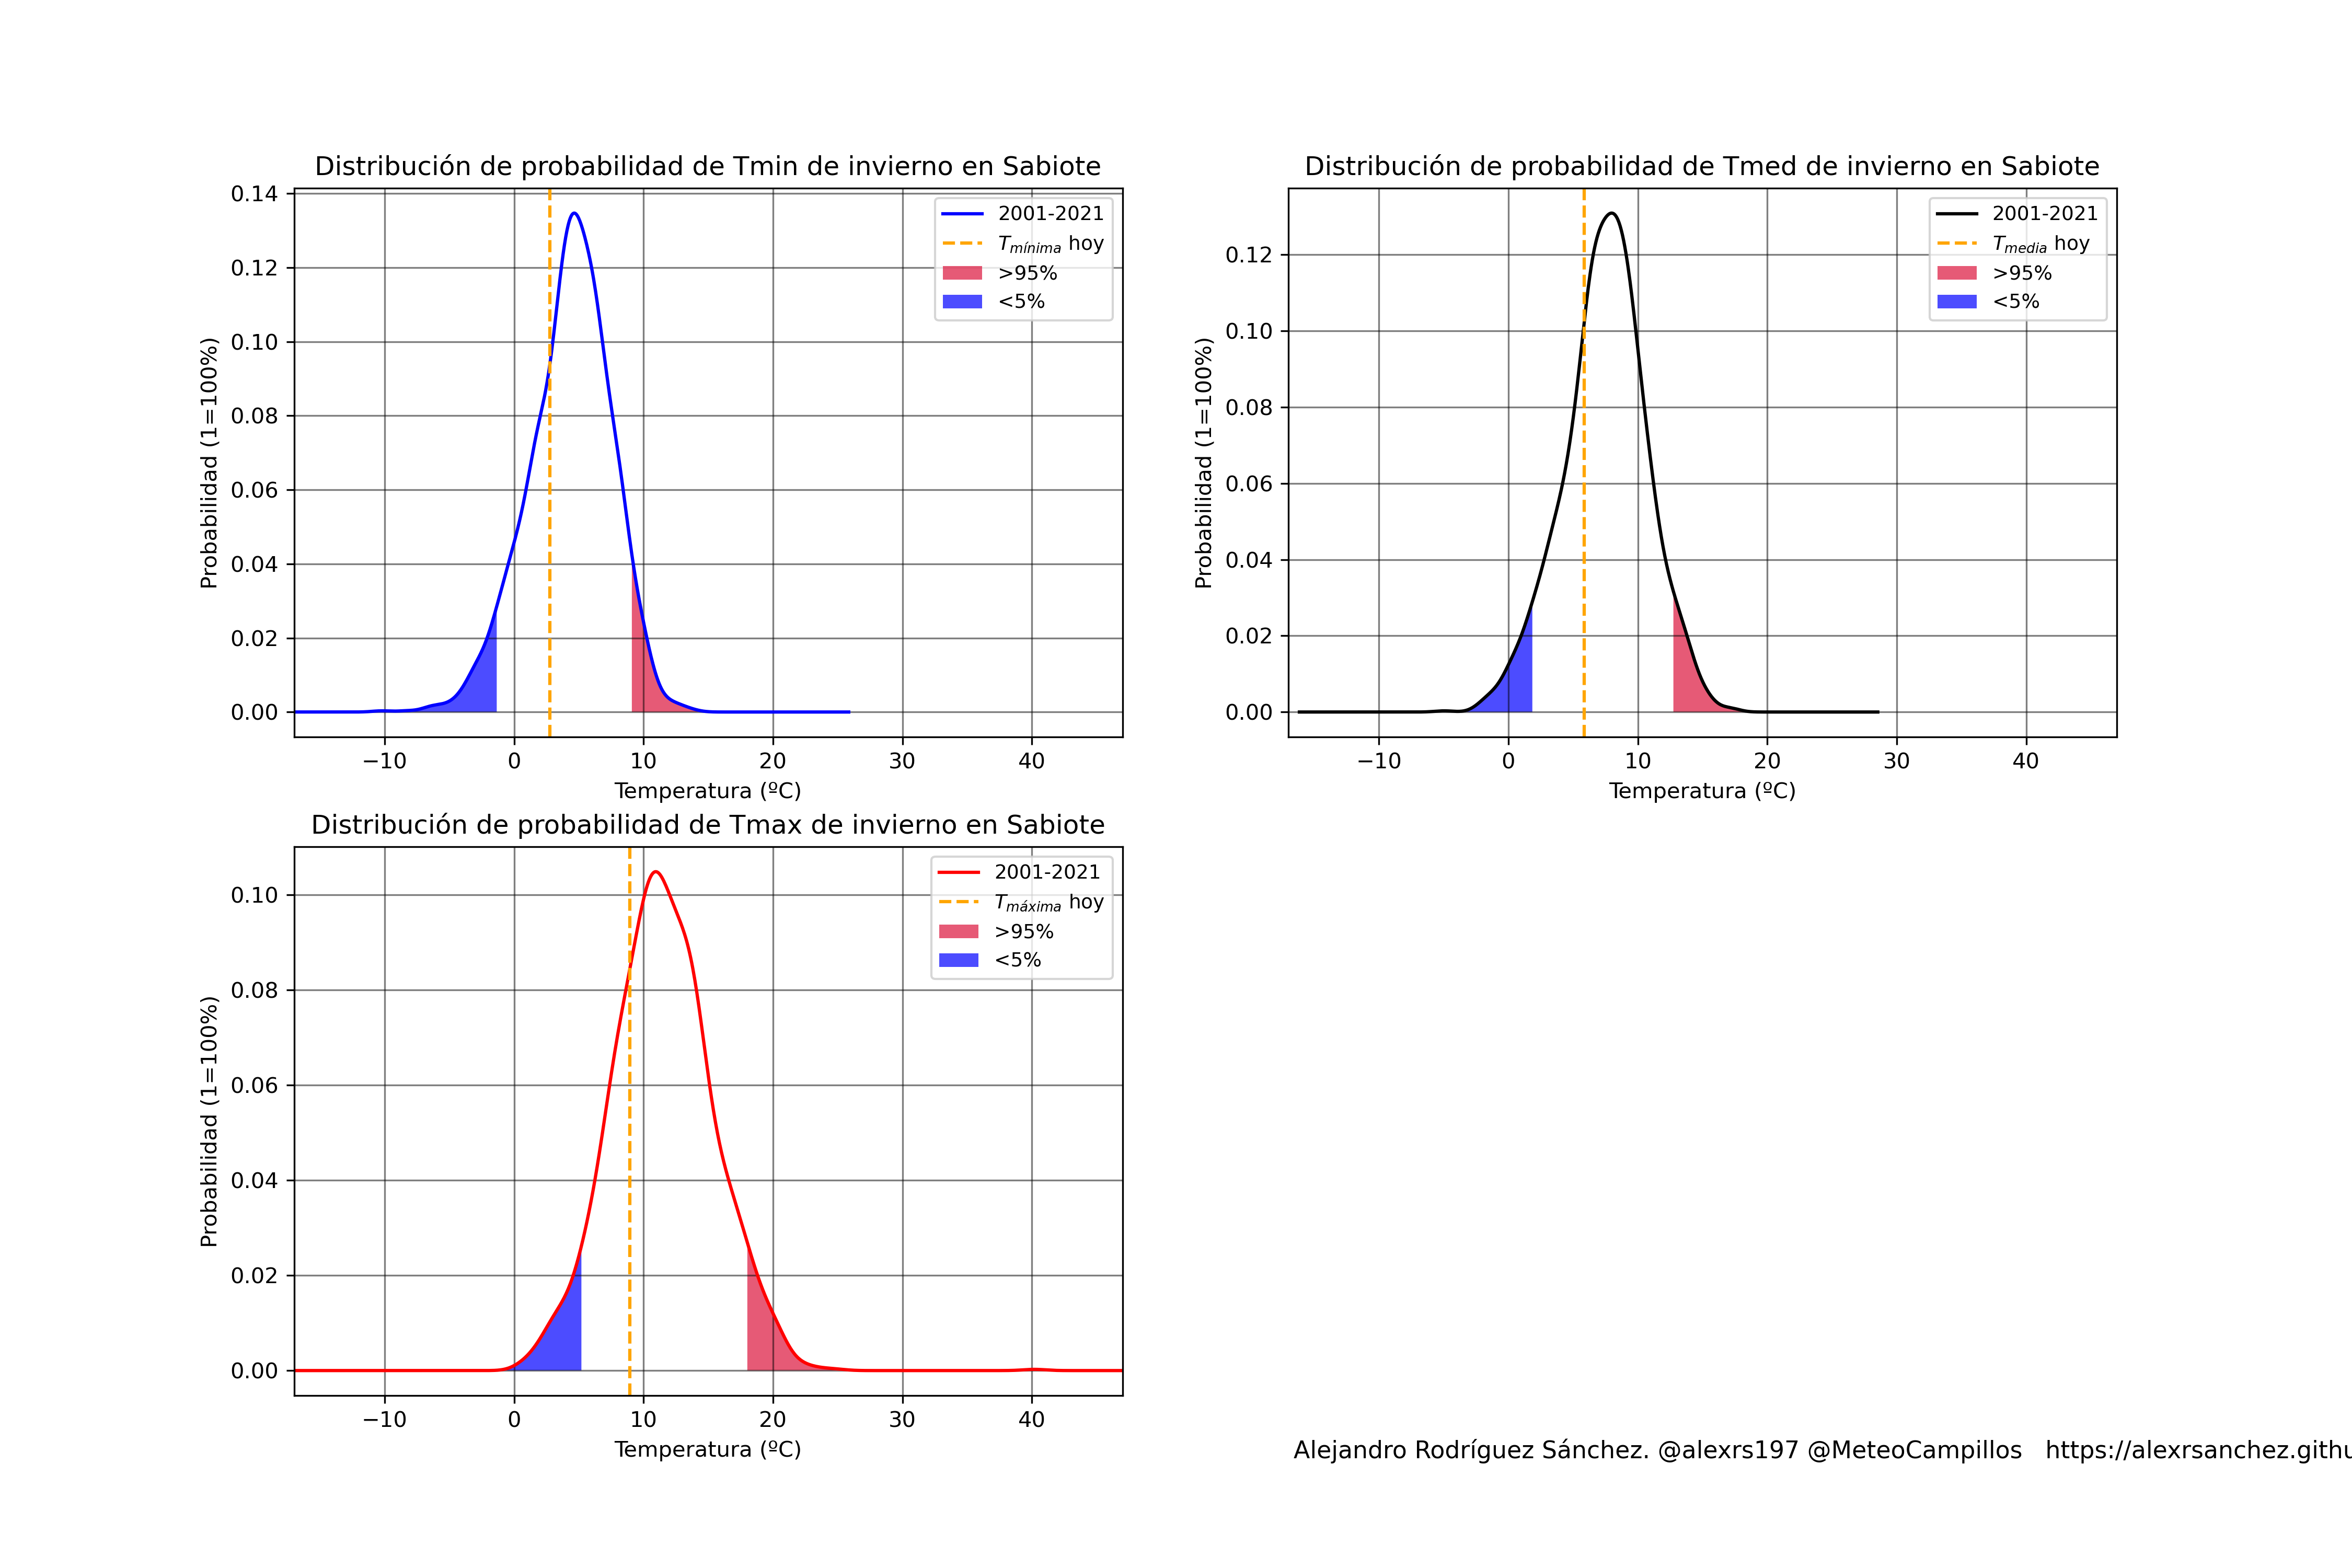 Distribución de probabilidad de Tmin de invierno en Sabiote
0.14
0.12
0.10
0.08
0.06
0.04
0.02
0.00
Probabilidad (1=100%)
2001-2021
Tmínima hoy
>95%
<5%
−10 0 10 20 30 40
Temperatura (ºC)
Distribución de probabilidad de Tmed de invierno en Sabiote
0.12
0.10
0.08
0.06
0.04
0.02
0.00
Probabilidad (1=100%)
2001-2021
Tmedia hoy
>95%
<5%
−10 0 10 20 30 40
Temperatura (ºC)
Distribución de probabilidad de Tmax de invierno en Sabiote
0.10
0.08
0.06
0.04
0.02
0.00
Probabilidad (1=100%)
2001-2021
Tmáxima hoy
>95%
<5%
−10 0 10 20 30 40
Temperatura (ºC)
Alejandro Rodríguez Sánchez. @alexrs197 @MeteoCampillos https://alexrsanchez.githu